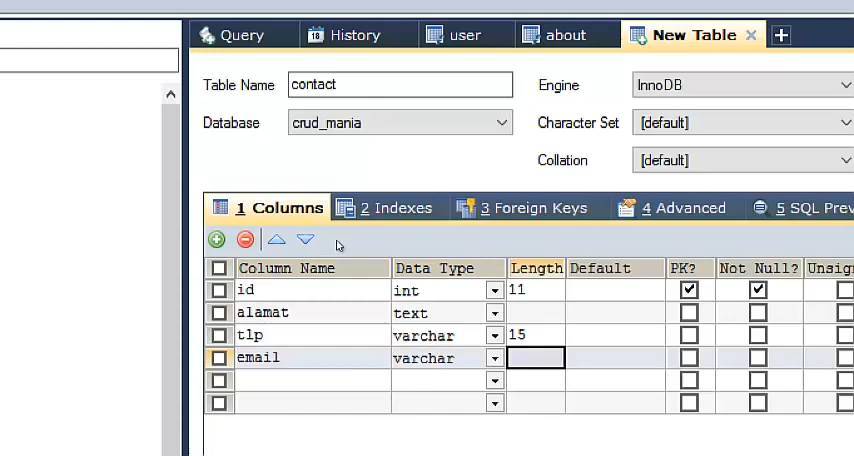 Query History user about New Table
Table Name contact Engine InnoDB
Database crud_mania Character Set [default]
Collation [default]
1 Columns 2 Indexes 3 Foreign Keys 4 Advanced 5 SQL Prev
Column Name Data Type Length Default PK? Not Null? Unsig
id int 11
alamat text
tlp varchar 15
email varchar